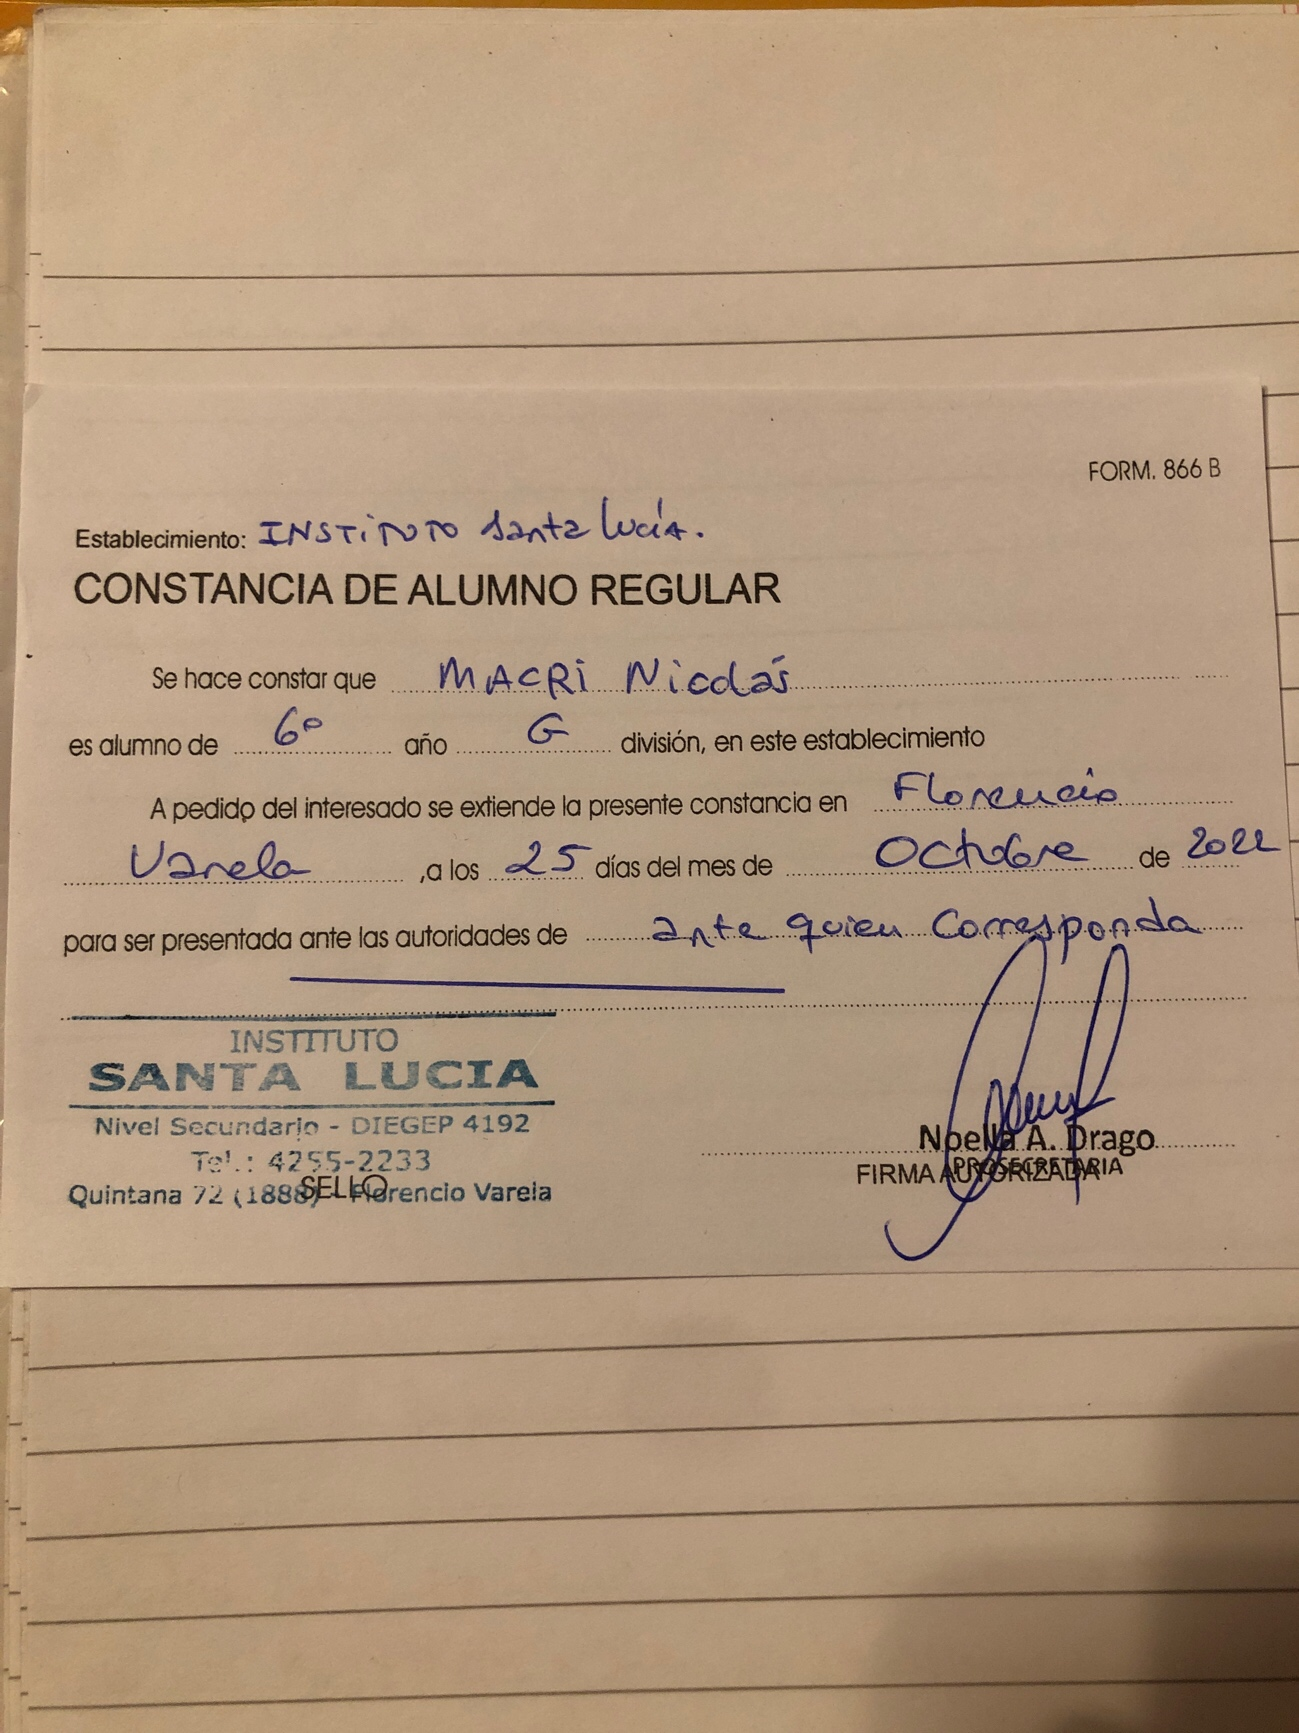 FORM. 866 B
Establecimiento: INSTITUTO Santa Lucía.
CONSTANCIA DE ALUMNO REGULAR
Se hace constar que MACRI Nicolás
es alumno de 6º año G división, en este establecimiento
A pedido del interesado se extiende la presente constancia en Florencio
Varela ,a los 25 días del mes de Octubre de 2022
para ser presentada ante las autoridades de ante quien Corresponda
INSTITUTO
SANTA LUCIA
Nivel Secundario - DIEGEP 4192
Tel.: 4255-2233
Quintana 72 (1888) - Florencio Varela
SELLO
Noelia A. Drago
PROSECRETARIA
FIRMA AUTORIZADA